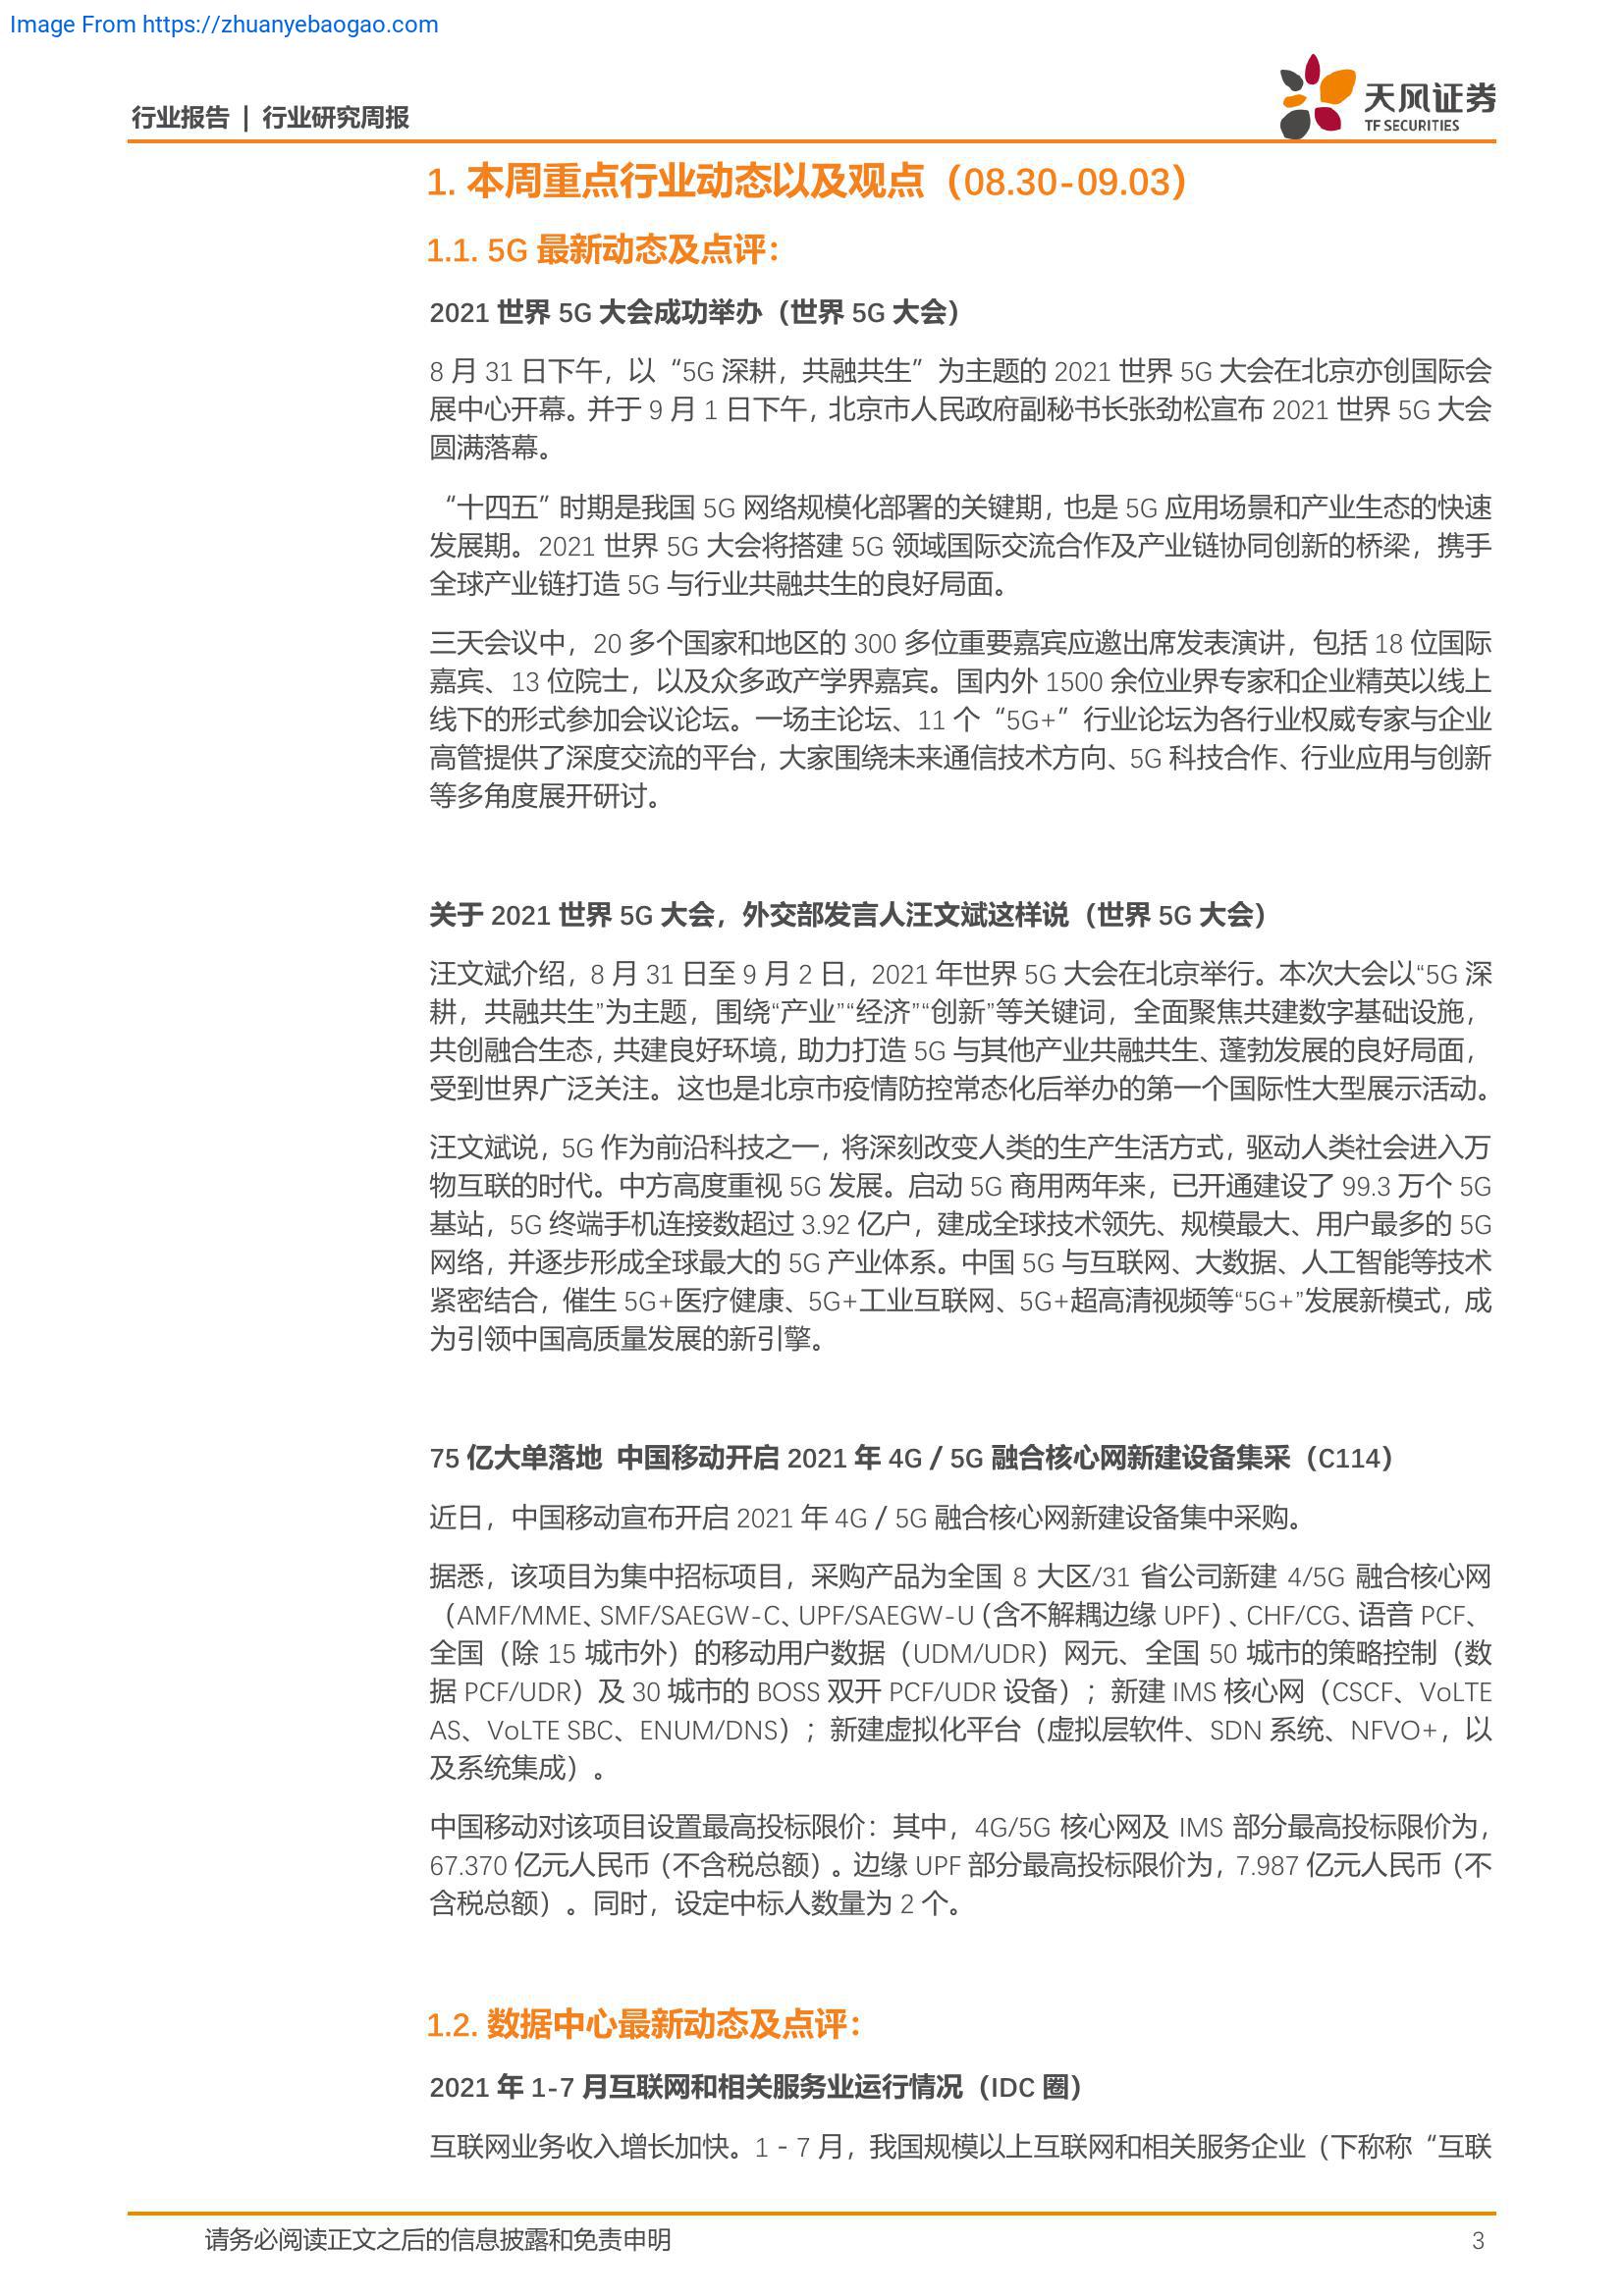 Image From https://zhuanyebaogao.com
行业报告 | 行业研究周报
天风证券
TF SECURITIES
1. 本周重点行业动态以及观点（08.30-09.03）
1.1. 5G 最新动态及点评：
2021 世界 5G 大会成功举办（世界 5G 大会）
8 月 31 日下午，以“5G 深耕，共融共生”为主题的 2021 世界 5G 大会在北京亦创国际会
展中心开幕。并于 9 月 1 日下午，北京市人民政府副秘书长张劲松宣布 2021 世界 5G 大会
圆满落幕。
“十四五”时期是我国 5G 网络规模化部署的关键期，也是 5G 应用场景和产业生态的快速
发展期。2021 世界 5G 大会将搭建 5G 领域国际交流合作及产业链协同创新的桥梁，携手
全球产业链打造 5G 与行业共融共生的良好局面。
三天会议中，20 多个国家和地区的 300 多位重要嘉宾应邀出席发表演讲，包括 18 位国际
嘉宾、13 位院士，以及众多政产学界嘉宾。国内外 1500 余位业界专家和企业精英以线上
线下的形式参加会议论坛。一场主论坛、11 个“5G+”行业论坛为各行业权威专家与企业
高管提供了深度交流的平台，大家围绕未来通信技术方向、5G 科技合作、行业应用与创新
等多角度展开研讨。
关于 2021 世界 5G 大会，外交部发言人汪文斌这样说（世界 5G 大会）
汪文斌介绍，8 月 31 日至 9 月 2 日，2021 年世界 5G 大会在北京举行。本次大会以“5G 深
耕，共融共生”为主题，围绕“产业”“经济”“创新”等关键词，全面聚焦共建数字基础设施，
共创融合生态，共建良好环境，助力打造 5G 与其他产业共融共生、蓬勃发展的良好局面，
受到世界广泛关注。这也是北京市疫情防控常态化后举办的第一个国际性大型展示活动。
汪文斌说，5G 作为前沿科技之一，将深刻改变人类的生产生活方式，驱动人类社会进入万
物互联的时代。中方高度重视 5G 发展。启动 5G 商用两年来，已开通建设了 99.3 万个 5G
基站，5G 终端手机连接数超过 3.92 亿户，建成全球技术领先、规模最大、用户最多的 5G
网络，并逐步形成全球最大的 5G 产业体系。中国 5G 与互联网、大数据、人工智能等技术
紧密结合，催生 5G+医疗健康、5G+工业互联网、5G+超高清视频等“5G+”发展新模式，成
为引领中国高质量发展的新引擎。
75 亿大单落地 中国移动开启 2021 年 4G / 5G 融合核心网新建设备集采（C114）
近日，中国移动宣布开启 2021 年 4G / 5G 融合核心网新建设备集中采购。
据悉，该项目为集中招标项目，采购产品为全国 8 大区/31 省公司新建 4/5G 融合核心网
（AMF/MME、SMF/SAEGW-C、UPF/SAEGW-U（含不解耦边缘 UPF）、CHF/CG、语音 PCF、
全国（除 15 城市外）的移动用户数据（UDM/UDR）网元、全国 50 城市的策略控制（数
据 PCF/UDR）及 30 城市的 BOSS 双开 PCF/UDR 设备）；新建 IMS 核心网（CSCF、VoLTE
AS、VoLTE SBC、ENUM/DNS）；新建虚拟化平台（虚拟层软件、SDN 系统、NFVO+，以
及系统集成）。
中国移动对该项目设置最高投标限价：其中，4G/5G 核心网及 IMS 部分最高投标限价为，
67.370 亿元人民币（不含税总额）。边缘 UPF 部分最高投标限价为，7.987 亿元人民币（不
含税总额）。同时，设定中标人数量为 2 个。
1.2. 数据中心最新动态及点评：
2021 年 1-7 月互联网和相关服务业运行情况（IDC 圈）
互联网业务收入增长加快。1 - 7 月，我国规模以上互联网和相关服务企业（下称称“互联
请务必阅读正文之后的信息披露和免责申明
3